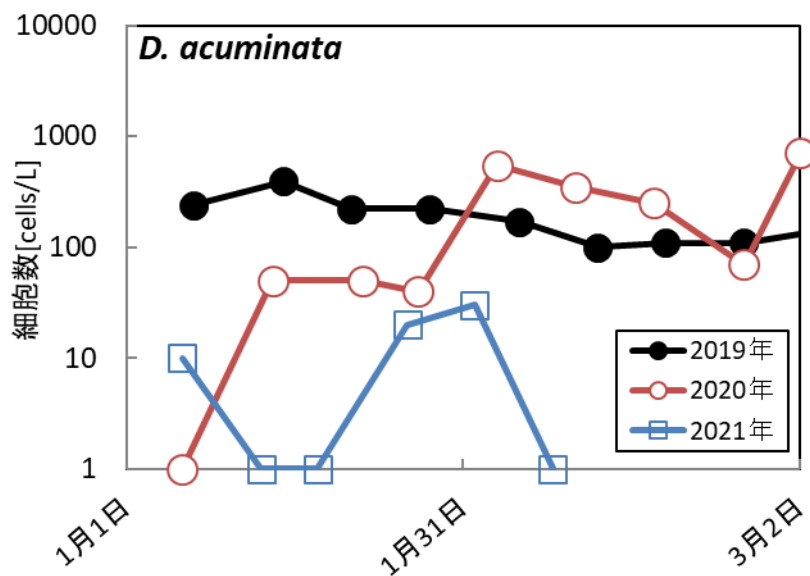 D. acuminata
10000
1000
100
10
1
細胞数[cells/L]
1月1日
1月31日
3月2日
2019年
2020年
2021年